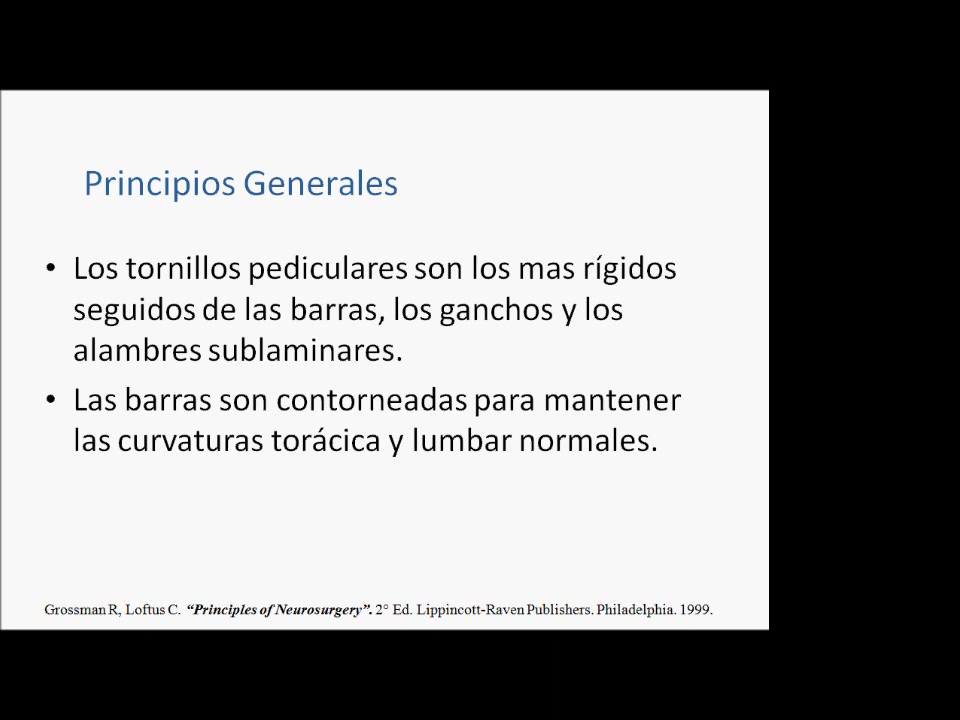 Principios Generales
• Los tornillos pediculares son los mas rígidos
seguidos de las barras, los ganchos y los
alambres sublaminares.
• Las barras son contorneadas para mantener
las curvaturas torácica y lumbar normales.
Grossman R, Loftus C. “Principles of Neurosurgery”. 2° Ed. Lippincott-Raven Publishers. Philadelphia. 1999.